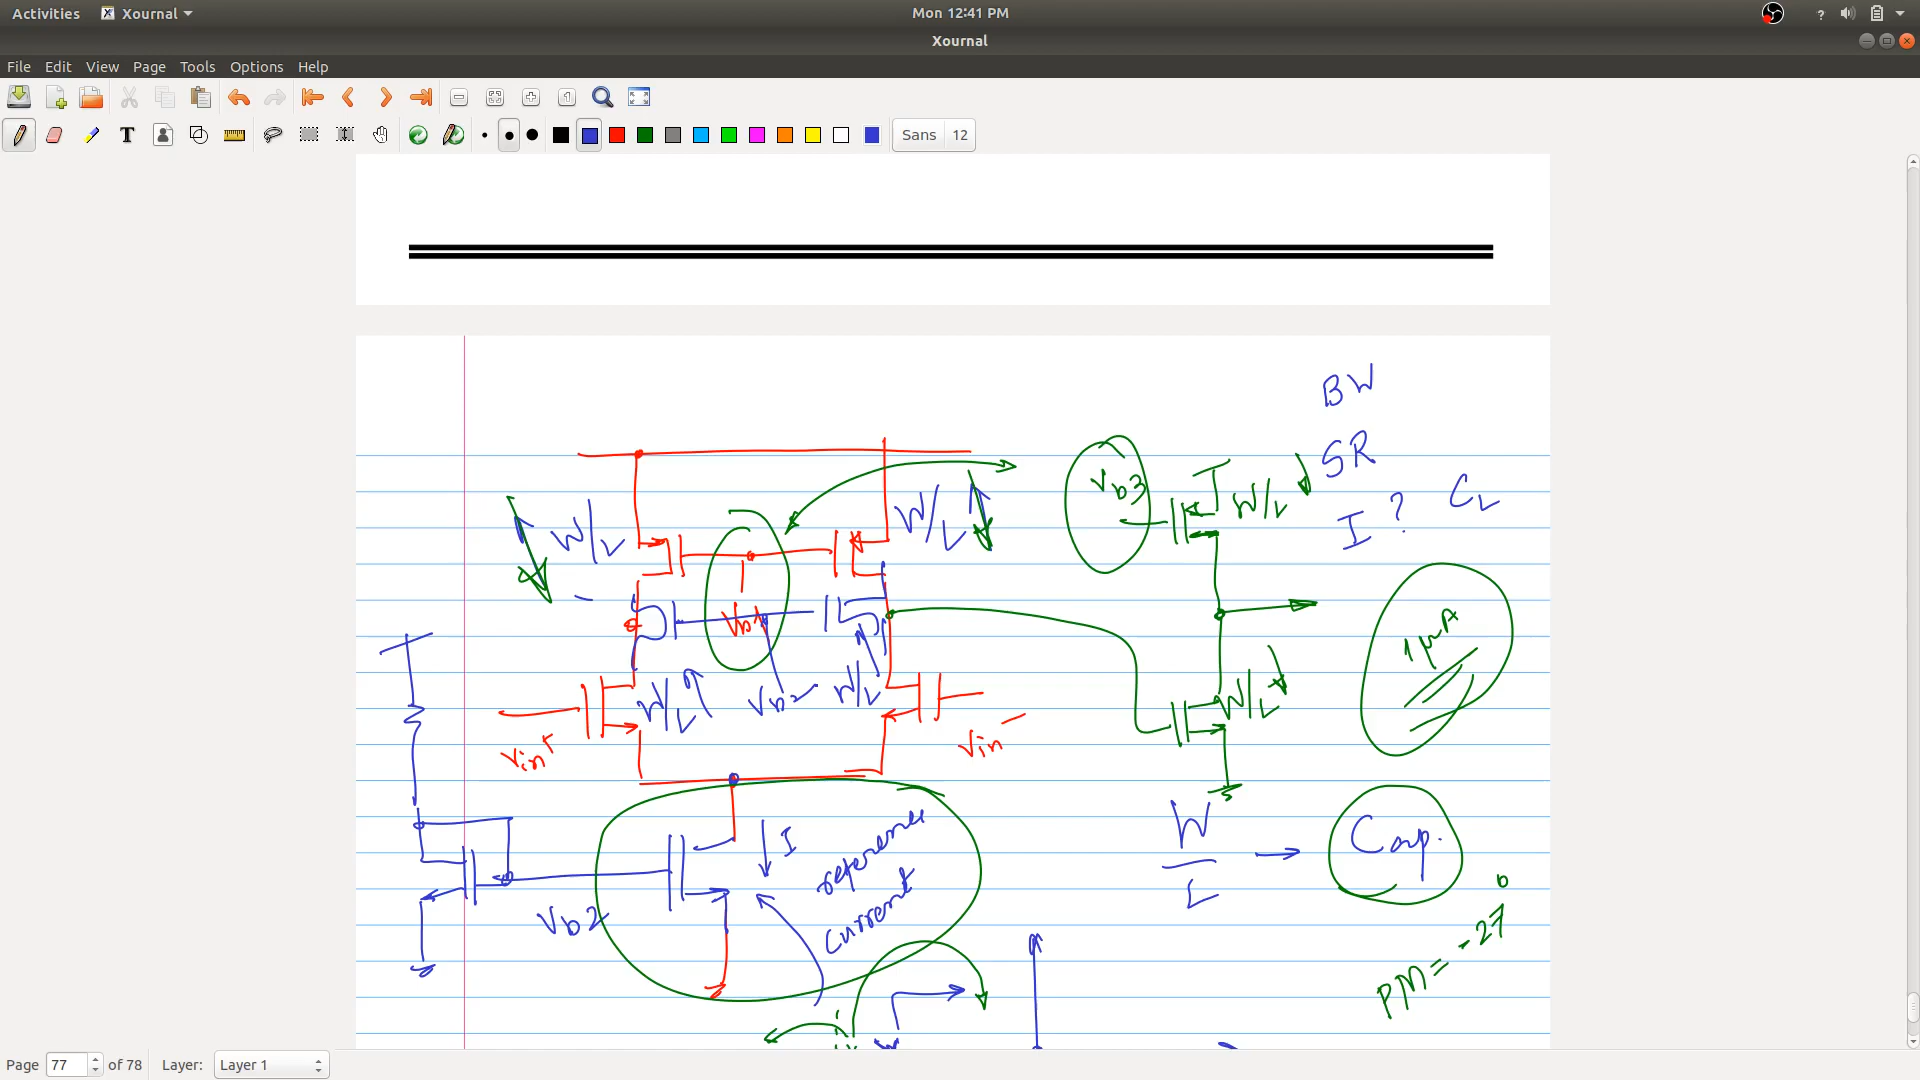 Activities Xournal Mon 12:41 PM ?
Xournal
File Edit View Page Tools Options Help
Sans 12
BW
SR
I ? CL
Vb3
W/L
W/L
W/L
Vb1
1μA
W/L
Vb2
W/L
W/L
Vin+
Vin-
I
reference
current
W
L
Cap.
Vb2
PM = -27°
Page 77 of 78 Layer: Layer 1